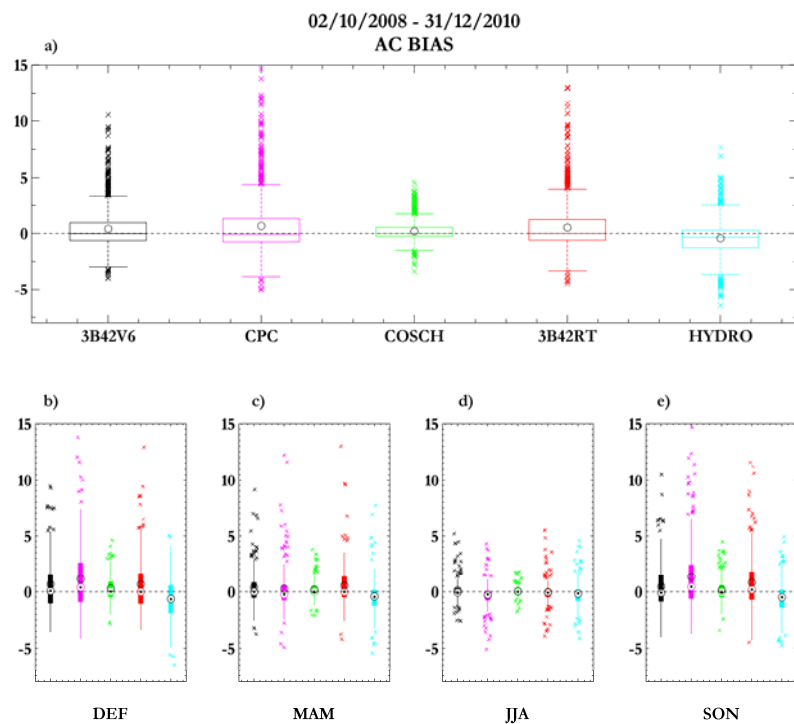 02/10/2008 - 31/12/2010
AC BIAS
a)
15
10
5
0
-5
3B42V6 CPC COSCH 3B42RT HYDRO
b) c) d) e)
15 15 15 15
10 10 10 10
5 5 5 5
0 0 0 0
-5 -5 -5 -5
DEF MAM JJA SON